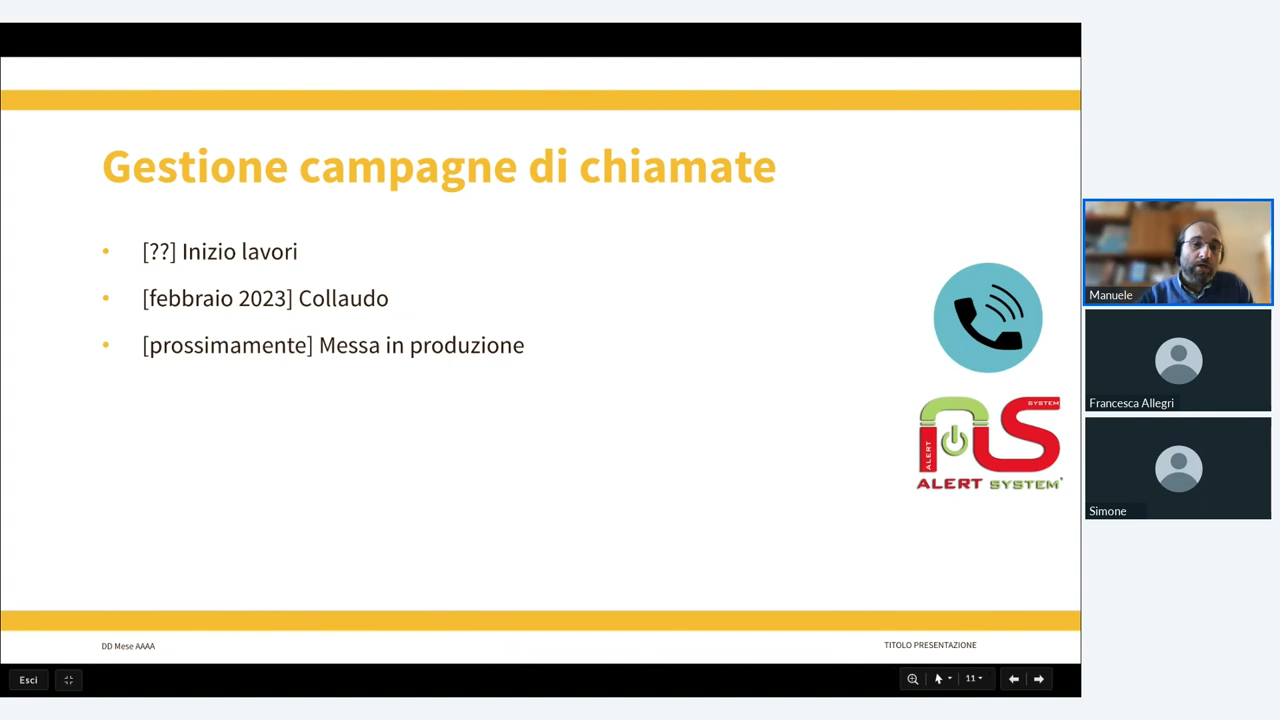 Gestione campagne di chiamate
• [??] Inizio lavori
• [febbraio 2023] Collaudo
• [prossimamente] Messa in produzione
SYSTEM
ALERT
ALERT SYSTEM
DD Mese AAAA
TITOLO PRESENTAZIONE
Esci
11
Manuele
Francesca Allegri
Simone